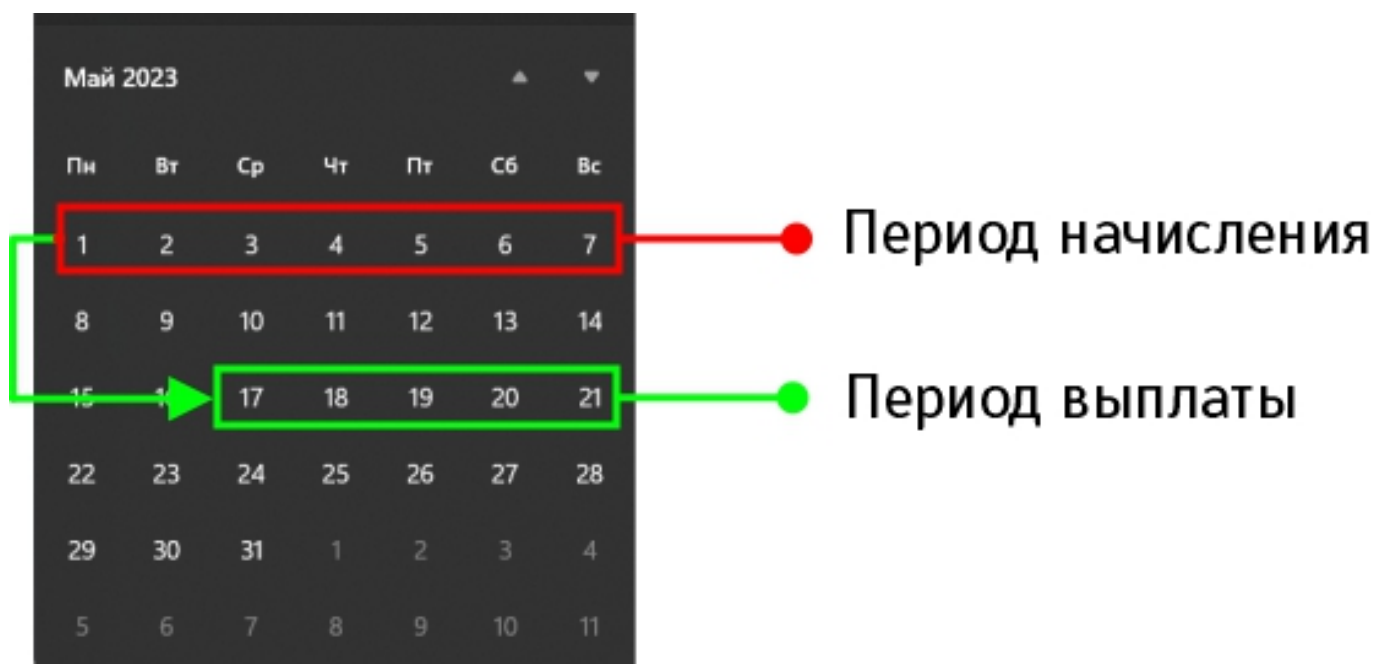 Май 2023
Пн Вт Ср Чт Пт Сб Вс
1 2 3 4 5 6 7 Период начисления
8 9 10 11 12 13 14
15 17 18 19 20 21 Период выплаты
22 23 24 25 26 27 28
29 30 31 1 2 3 4
5 6 7 8 9 10 11